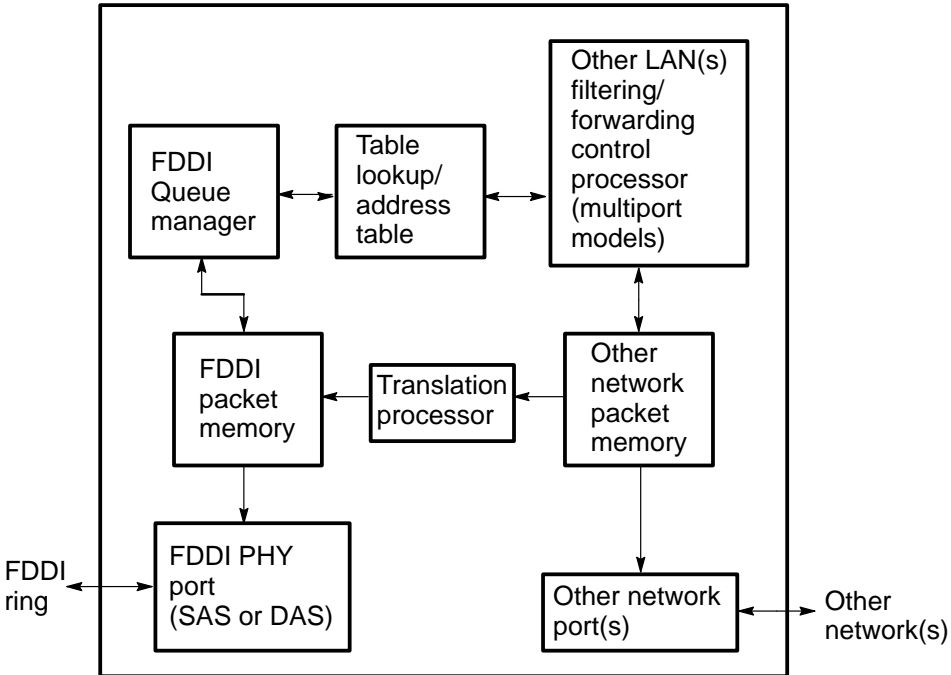 Other LAN(s)
filtering/
forwarding
control
processor
(multiport
models)
Table
lookup/
address
table
FDDI
Queue
manager
FDDI
packet
memory
Translation
processor
Other
network
packet
memory
FDDI
ring
FDDI PHY
port
(SAS or DAS)
Other network
port(s)
Other
network(s)